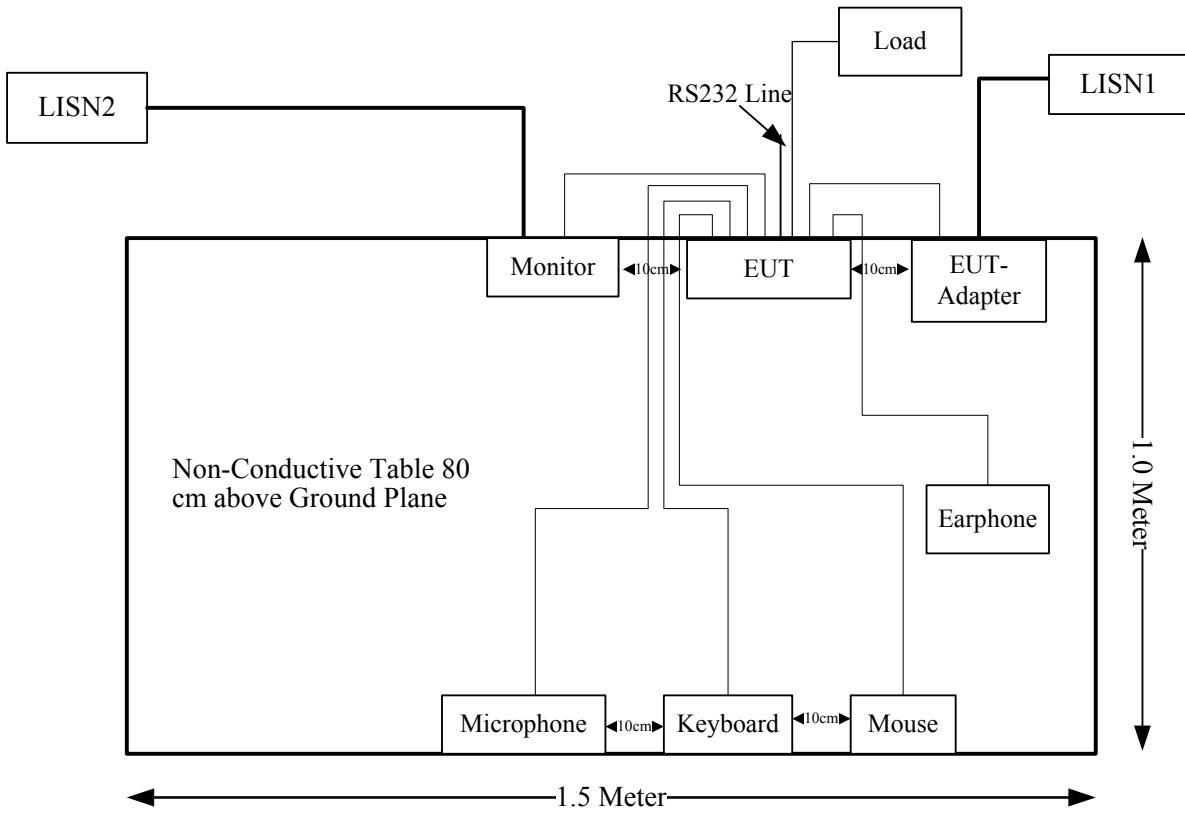 Load
LISN1
LISN2
RS232 Line
Monitor
10cm
EUT
10cm
EUT-
Adapter
Non-Conductive Table 80
cm above Ground Plane
Earphone
1.0 Meter
Microphone
10cm
Keyboard
10cm
Mouse
1.5 Meter